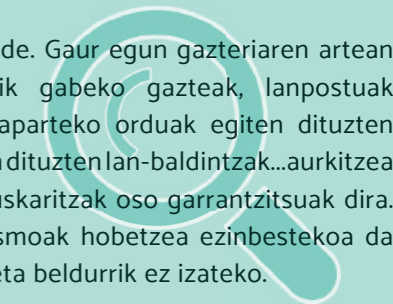 de. Gaur egun gazteriaren artean
ik gabeko gazteak, lanpostuak
aparteko orduak egiten dituzten
dituzten lan-baldintzak...aurkitzea
uskaritzak oso garrantzitsuak dira.
smoak hobetzea ezinbestekoa da
eta beldurrik ez izateko.